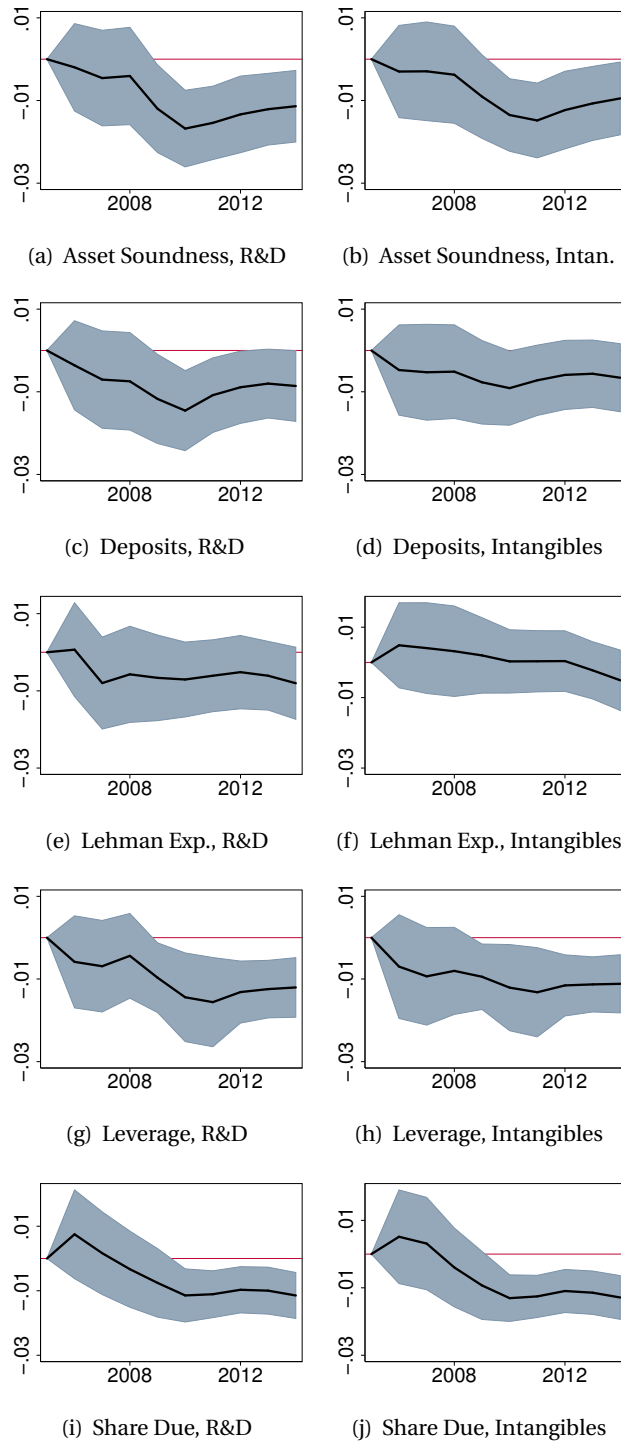 .01 .01
-.01 -.01
-.03 -.03
2008 2012 2008 2012
(a) Asset Soundness, R&D (b) Asset Soundness, Intan.
.01 .01
-.01 -.01
-.03 -.03
2008 2012 2008 2012
(c) Deposits, R&D (d) Deposits, Intangibles
.01 .01
-.01 -.01
-.03 -.03
2008 2012 2008 2012
(e) Lehman Exp., R&D (f) Lehman Exp., Intangibles
.01 .01
-.01 -.01
-.03 -.03
2008 2012 2008 2012
(g) Leverage, R&D (h) Leverage, Intangibles
.01 .01
-.01 -.01
-.03 -.03
2008 2012 2008 2012
(i) Share Due, R&D (j) Share Due, Intangibles